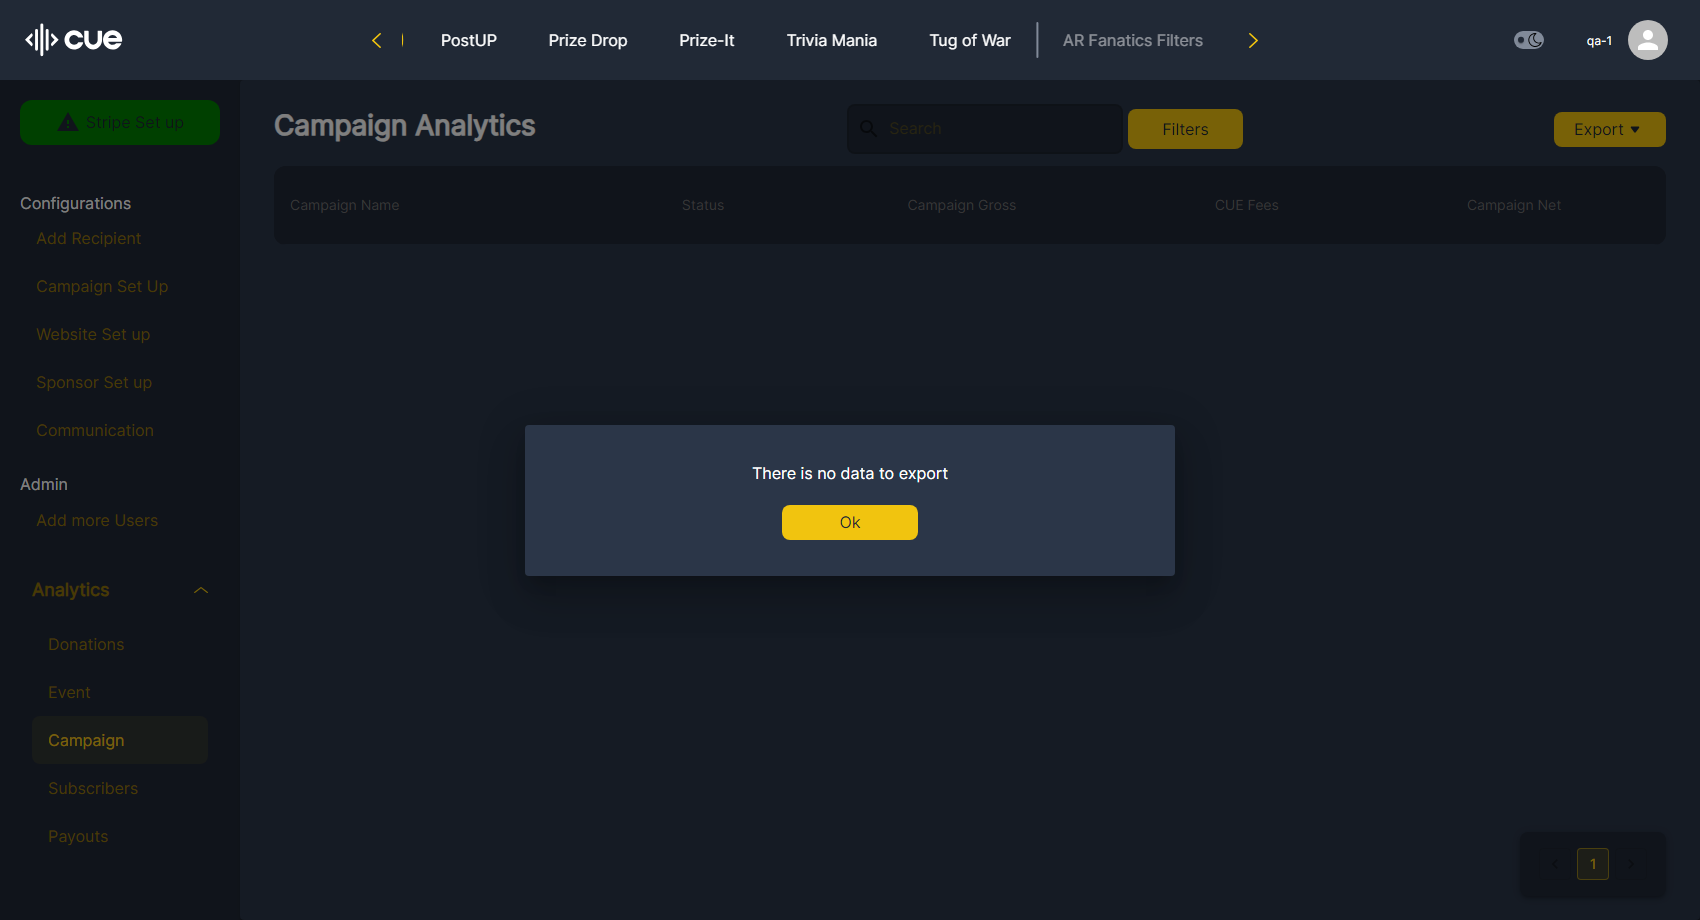 cue
PostUP
Prize Drop
Prize-It
Trivia Mania
Tug of War
AR Fanatics Filters
qa-1
Stripe Set up
Configurations
Add Recipient
Campaign Set Up
Website Set up
Sponsor Set up
Communication
Admin
Add more Users
Analytics
Donations
Event
Campaign
Subscribers
Payouts
Campaign Analytics
Search
Filters
Export
Campaign Name
Status
Campaign Gross
CUE Fees
Campaign Net
There is no data to export
Ok
1